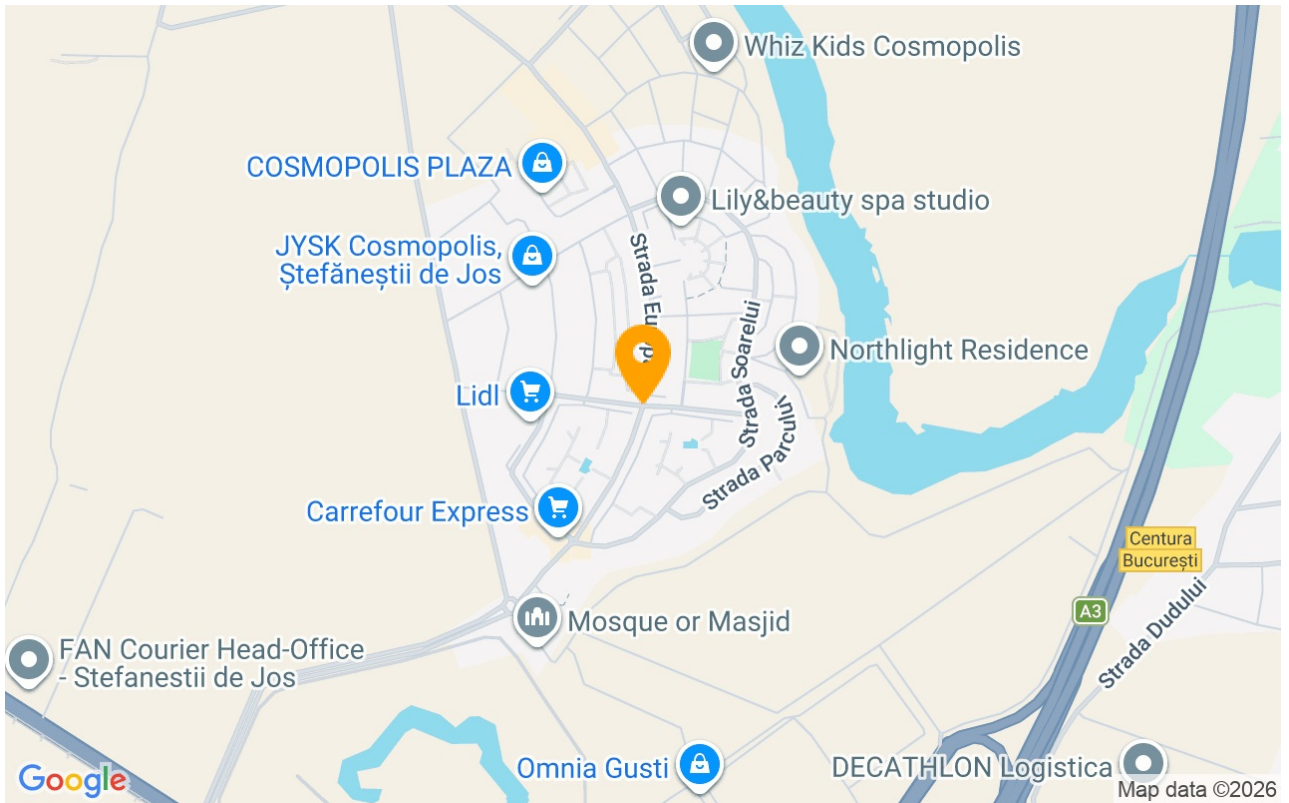 Whiz Kids Cosmopolis
COSMOPOLIS PLAZA
Lily&beauty spa studio
JYSK Cosmopolis,
Ștefăneștii de Jos
Strada Europa
Strada Soarelui
Northlight Residence
Lidl
Strada Parcului
Carrefour Express
Centura
București
A3
Strada Dudului
Mosque or Masjid
FAN Courier Head-Office
- Stefanestii de Jos
Omnia Gusti
DECATHLON Logistica
Google
Map data ©2026